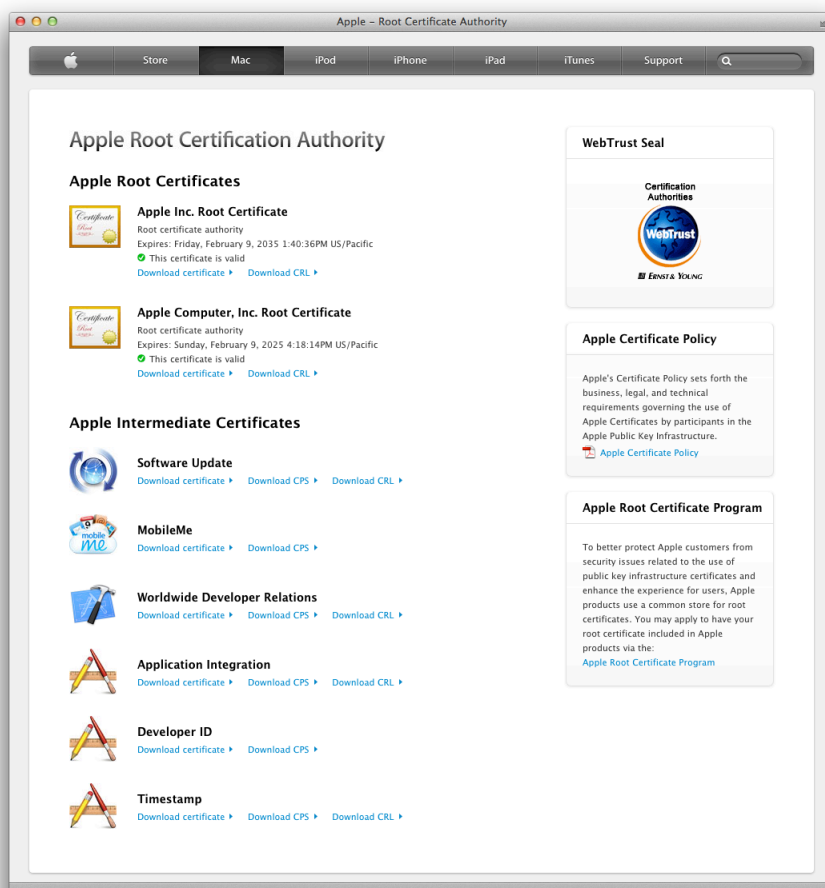 Apple – Root Certificate Authority
Store Mac iPod iPhone iPad iTunes Support
Apple Root Certification Authority
Apple Root Certificates
Certificate
Root
Apple Inc. Root Certificate
Root certificate authority
Expires: Friday, February 9, 2035 1:40:36PM US/Pacific
This certificate is valid
Download certificate Download CRL
Certificate
Root
Apple Computer, Inc. Root Certificate
Root certificate authority
Expires: Sunday, February 9, 2025 4:18:14PM US/Pacific
This certificate is valid
Download certificate Download CRL
Apple Intermediate Certificates
Software Update
Download certificate Download CPS Download CRL
mobile
me
MobileMe
Download certificate Download CPS
Worldwide Developer Relations
Download certificate Download CPS Download CRL
Application Integration
Download certificate Download CPS Download CRL
Developer ID
Download certificate Download CPS
Timestamp
Download certificate Download CPS Download CRL
WebTrust Seal
Certification
Authorities
WebTrust
ERNST & YOUNG
Apple Certificate Policy
Apple's Certificate Policy sets forth the
business, legal, and technical
requirements governing the use of
Apple Certificates by participants in the
Apple Public Key Infrastructure.
Apple Certificate Policy
Apple Root Certificate Program
To better protect Apple customers from
security issues related to the use of
public key infrastructure certificates and
enhance the experience for users, Apple
products use a common store for root
certificates. You may apply to have your
root certificate included in Apple
products via the:
Apple Root Certificate Program